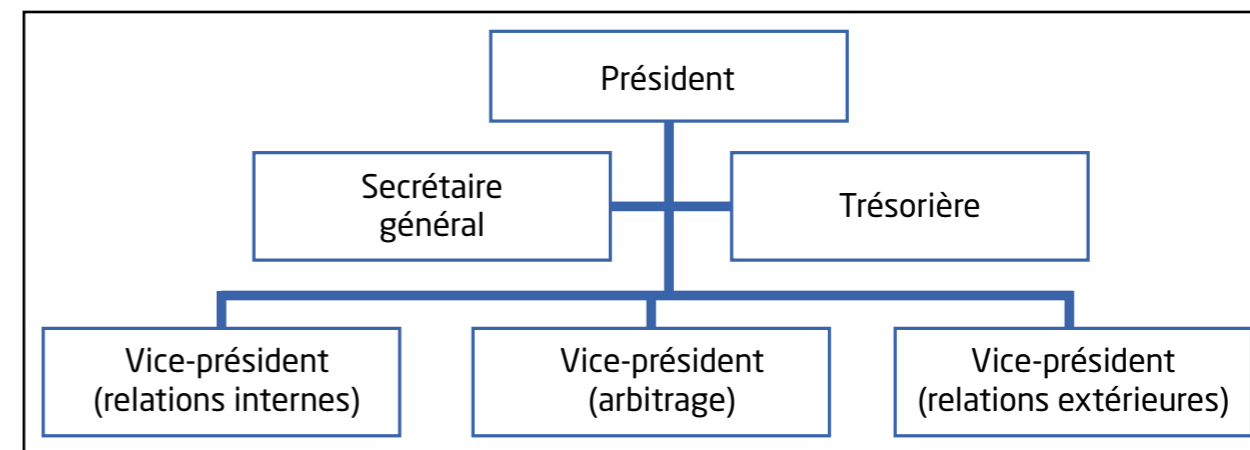 Président
Secrétaire
général
Trésorière
Vice-président
(relations internes)
Vice-président
(arbitrage)
Vice-président
(relations extérieures)